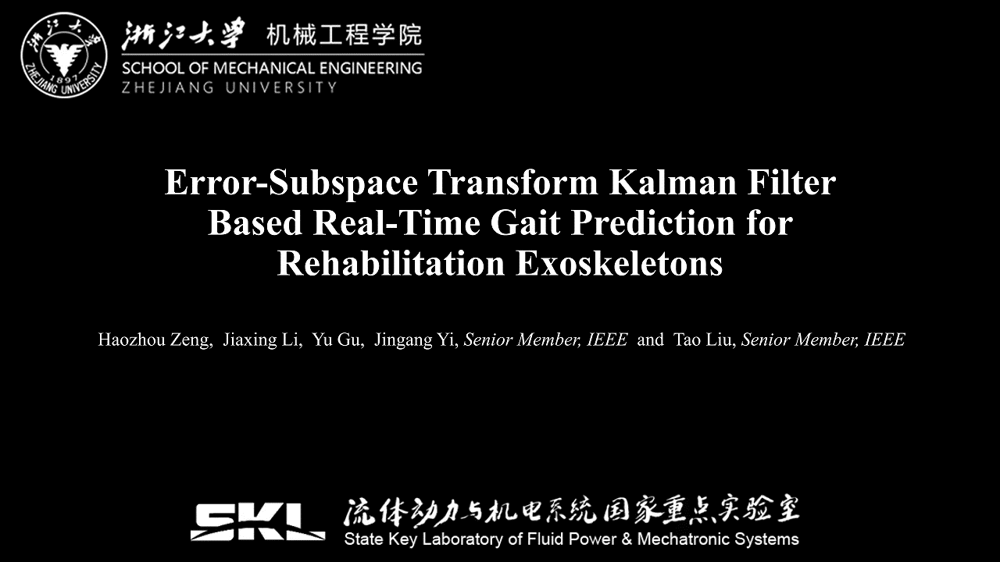 浙江大学
ZHEJIANG UNIVERSITY
1897
浙江大学 机械工程学院
SCHOOL OF MECHANICAL ENGINEERING
ZHEJIANG UNIVERSITY
Error-Subspace Transform Kalman Filter
Based Real-Time Gait Prediction for
Rehabilitation Exoskeletons
Haozhou Zeng, Jiaxing Li, Yu Gu, Jingang Yi, Senior Member, IEEE and Tao Liu, Senior Member, IEEE
SKL
流体动力与机电系统国家重点实验室
State Key Laboratory of Fluid Power & Mechatronic Systems